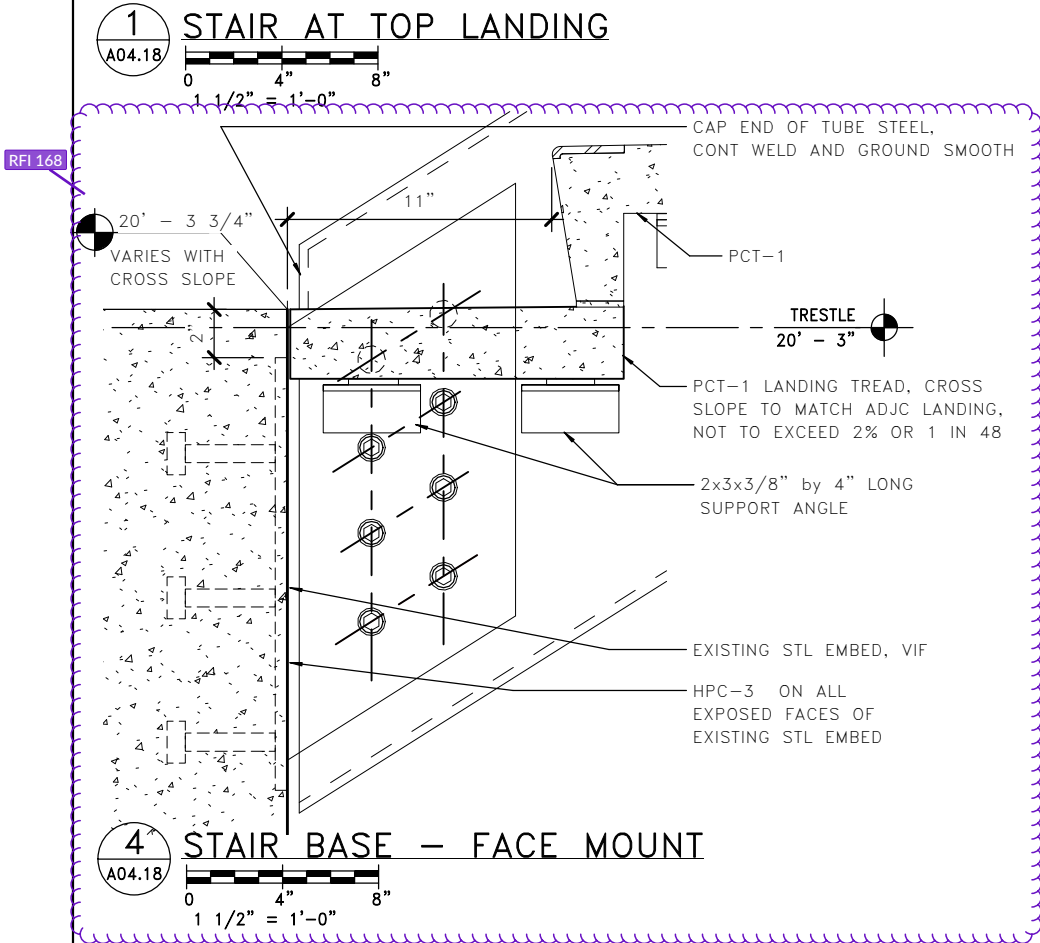 1
A04.18
STAIR AT TOP LANDING
0 4" 8"
1 1/2" = 1'-0"
RFI 168
CAP END OF TUBE STEEL,
CONT WELD AND GROUND SMOOTH
11"
20' - 3 3/4"
VARIES WITH
CROSS SLOPE
PCT-1
2"
TRESTLE
20' - 3"
PCT-1 LANDING TREAD, CROSS
SLOPE TO MATCH ADJC LANDING,
NOT TO EXCEED 2% OR 1 IN 48
2x3x3/8" by 4" LONG
SUPPORT ANGLE
EXISTING STL EMBED, VIF
HPC-3 ON ALL
EXPOSED FACES OF
EXISTING STL EMBED
4
A04.18
STAIR BASE - FACE MOUNT
0 4" 8"
1 1/2" = 1'-0"